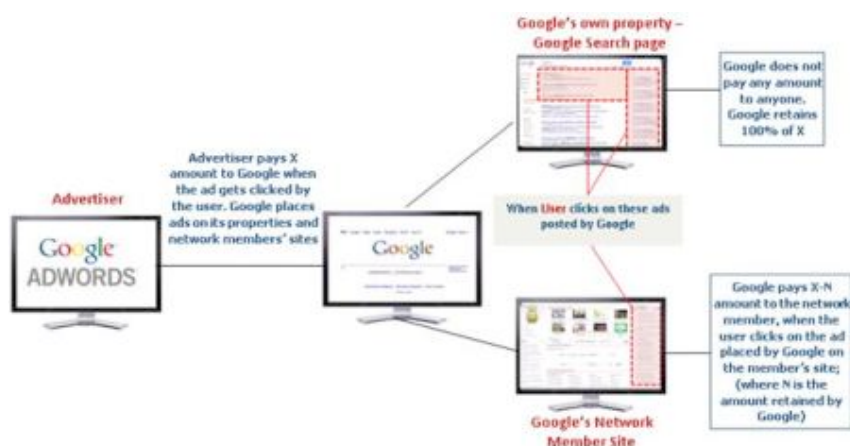 Google's own property –
Google Search page
Google does not
pay any amount
to anyone.
Google retains
100% of X
Advertiser pays X
amount to Google when
the ad gets clicked by
the user. Google places
ads on its properties and
network members' sites
Advertiser
Google
ADWORDS
Google
When User clicks on these ads
posted by Google
Google pays X-N
amount to the network
member, when the
user clicks on the ad
placed by Google on
the member's site;
(where N is the
amount retained by
Google)
Google's Network
Member Site